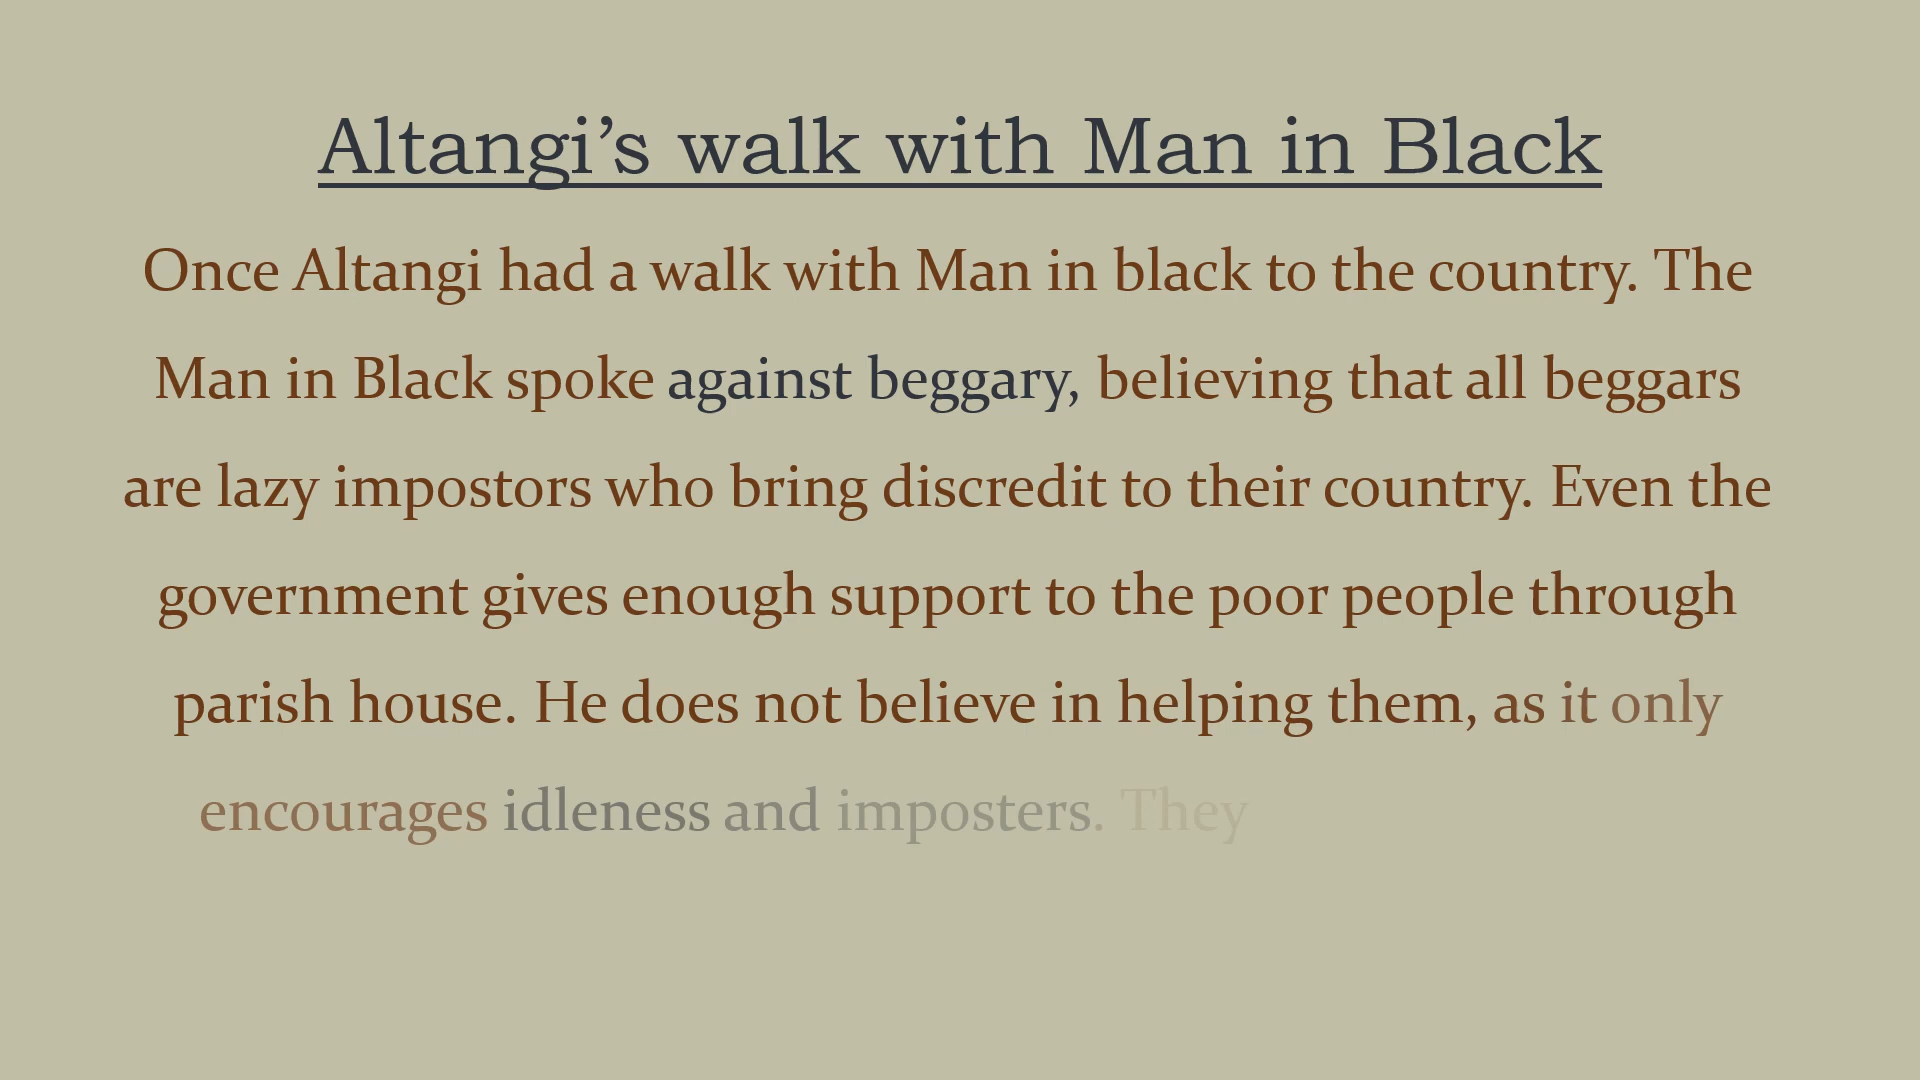 Altangi’s walk with Man in Black
Once Altangi had a walk with Man in black to the country. The
Man in Black spoke against beggary, believing that all beggars
are lazy impostors who bring discredit to their country. Even the
government gives enough support to the poor people through
parish house. He does not believe in helping them, as it only
encourages idleness and imposters. They